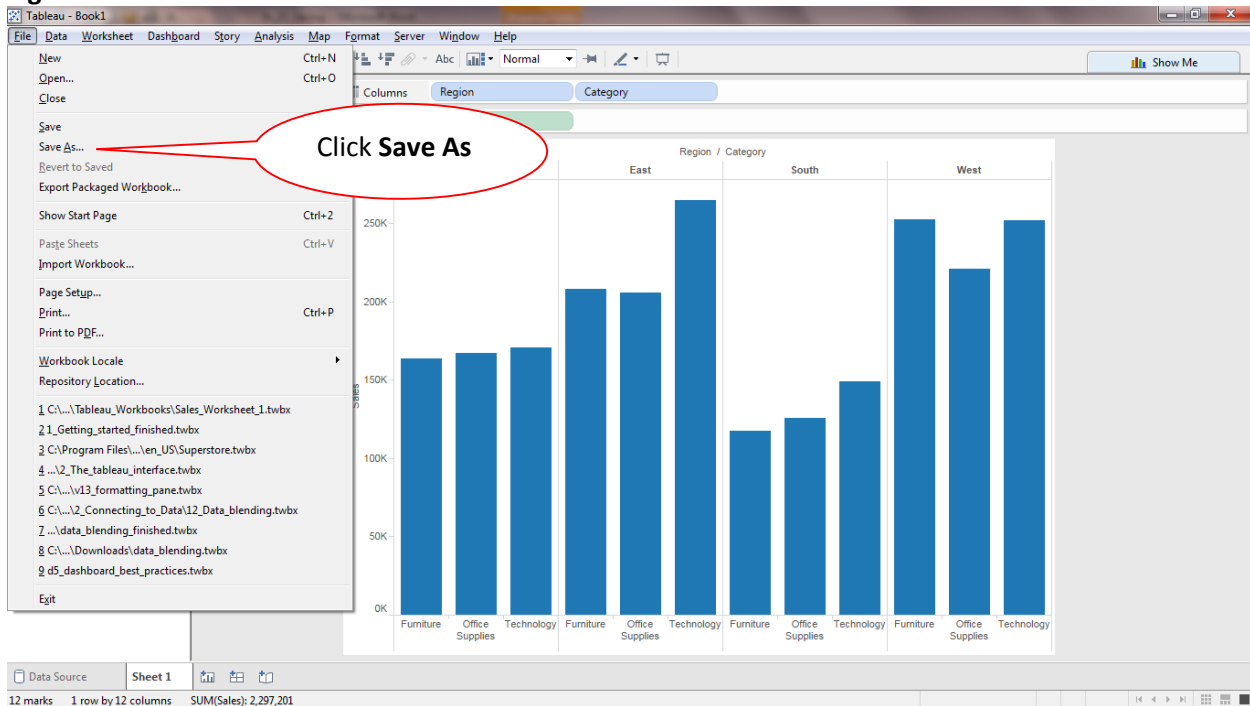 Tableau - Book1
File Data Worksheet Dashboard Story Analysis Map Format Server Window Help
New Ctrl+N
Open... Ctrl+O
Close
Save
Save As...
Revert to Saved
Export Packaged Workbook...
Show Start Page Ctrl+2
Paste Sheets Ctrl+V
Import Workbook...
Page Setup...
Print... Ctrl+P
Print to PDF...
Workbook Locale
Repository Location...
1 C:\...\Tableau_Workbooks\Sales_Worksheet_1.twbx
2 1_Getting_started_finished.twbx
3 C:\Program Files\...\en_US\Superstore.twbx
4 ...\2_The_tableau_interface.twbx
5 C:\...\v13_formatting_pane.twbx
6 C:\...\2_Connecting_to_Data\12_Data_blending.twbx
7 ...\data_blending_finished.twbx
8 C:\...\Downloads\data_blending.twbx
9 d5_dashboard_best_practices.twbx
Exit
Abc Normal
Show Me
Columns Region Category
Click Save As
Region / Category
East South West
250K
200K
150K
100K
50K
0K
Sales
Furniture Office Supplies Technology Furniture Office Supplies Technology Furniture Office Supplies Technology Furniture Office Supplies Technology
Data Source Sheet 1
12 marks 1 row by 12 columns SUM(Sales): 2,297,201